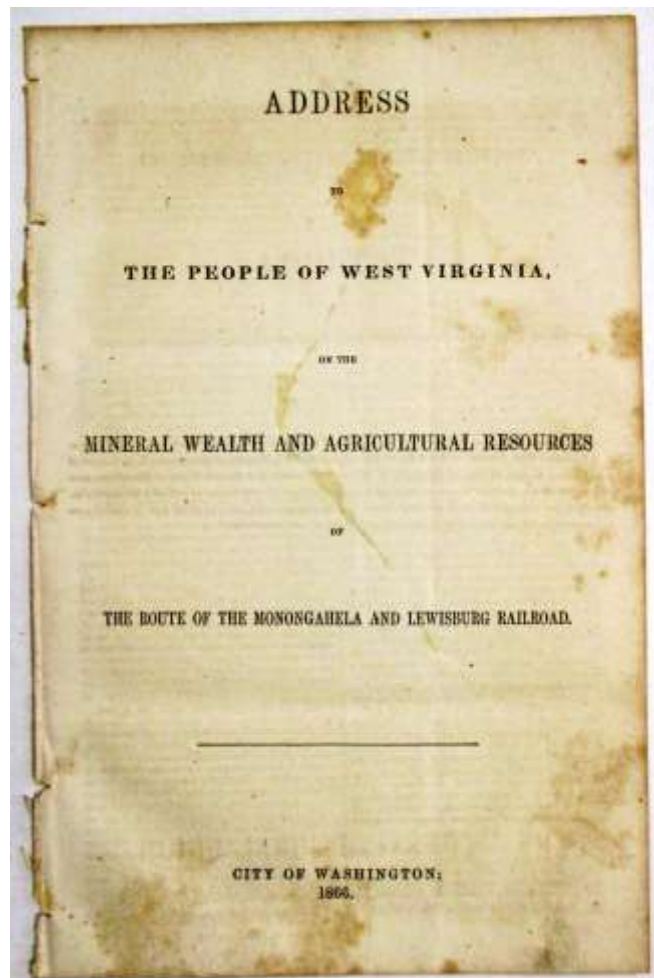 ADDRESS
TO
THE PEOPLE OF WEST VIRGINIA,
ON THE
MINERAL WEALTH AND AGRICULTURAL RESOURCES
OF
THE ROUTE OF THE MONONGAHELA AND LEWISBURG RAILROAD.
CITY OF WASHINGTON:
1866.